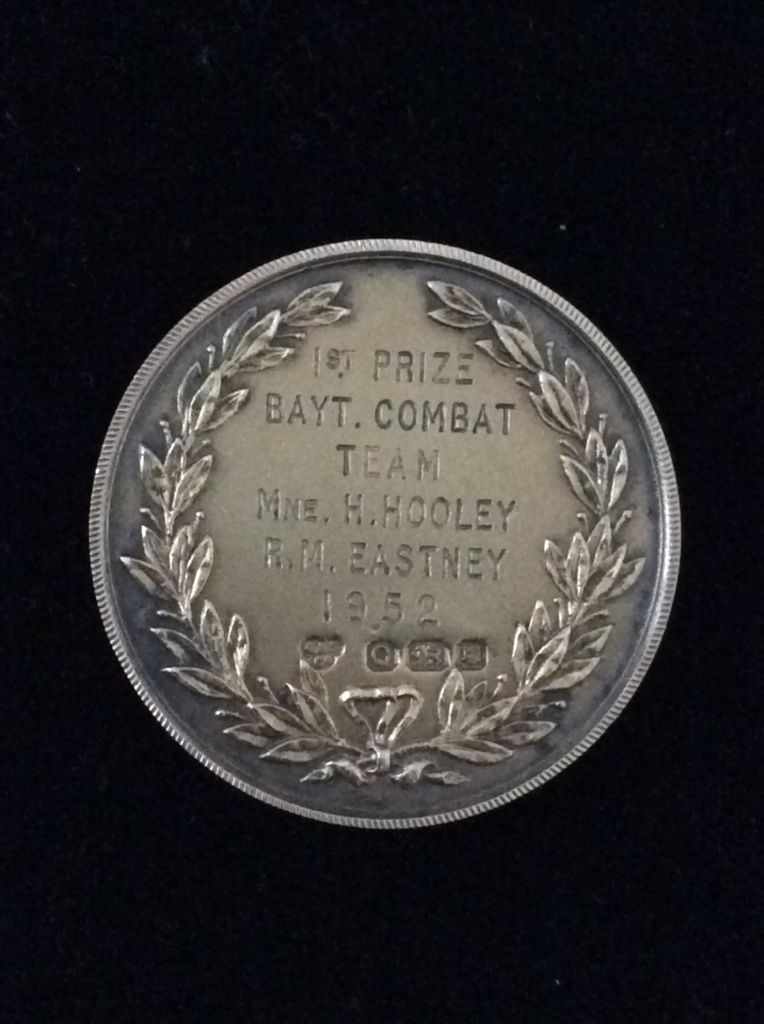 1ST PRIZE
BAYT. COMBAT
TEAM
MNE. H. HOOLEY
R.M. EASTNEY
1952